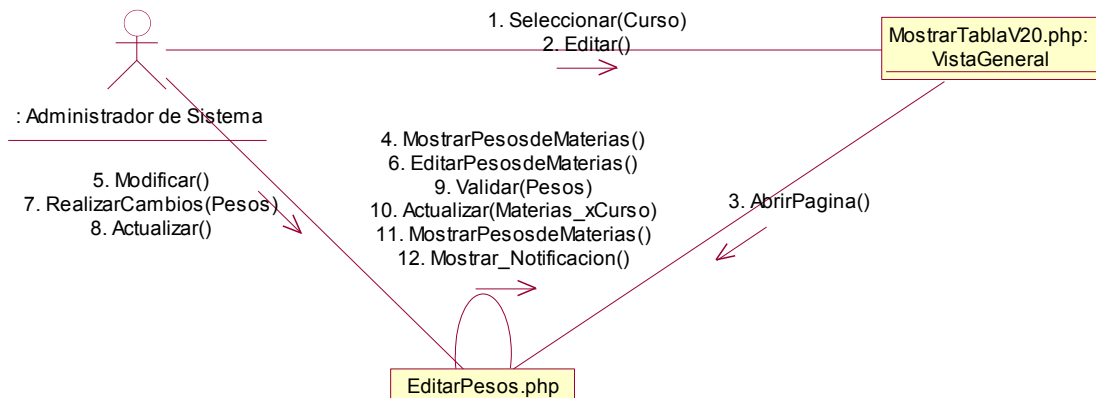 1. Seleccionar(Curso)
2. Editar()
MostrarTablaV20.php:
VistaGeneral
: Administrador de Sistema
4. MostrarPesosdeMaterias()
6. EditarPesosdeMaterias()
9. Validar(Pesos)
10. Actualizar(Materias_xCurso)
11. MostrarPesosdeMaterias()
12. Mostrar_Notificacion()
5. Modificar()
7. RealizarCambios(Pesos)
8. Actualizar()
3. AbrirPagina()
EditarPesos.php